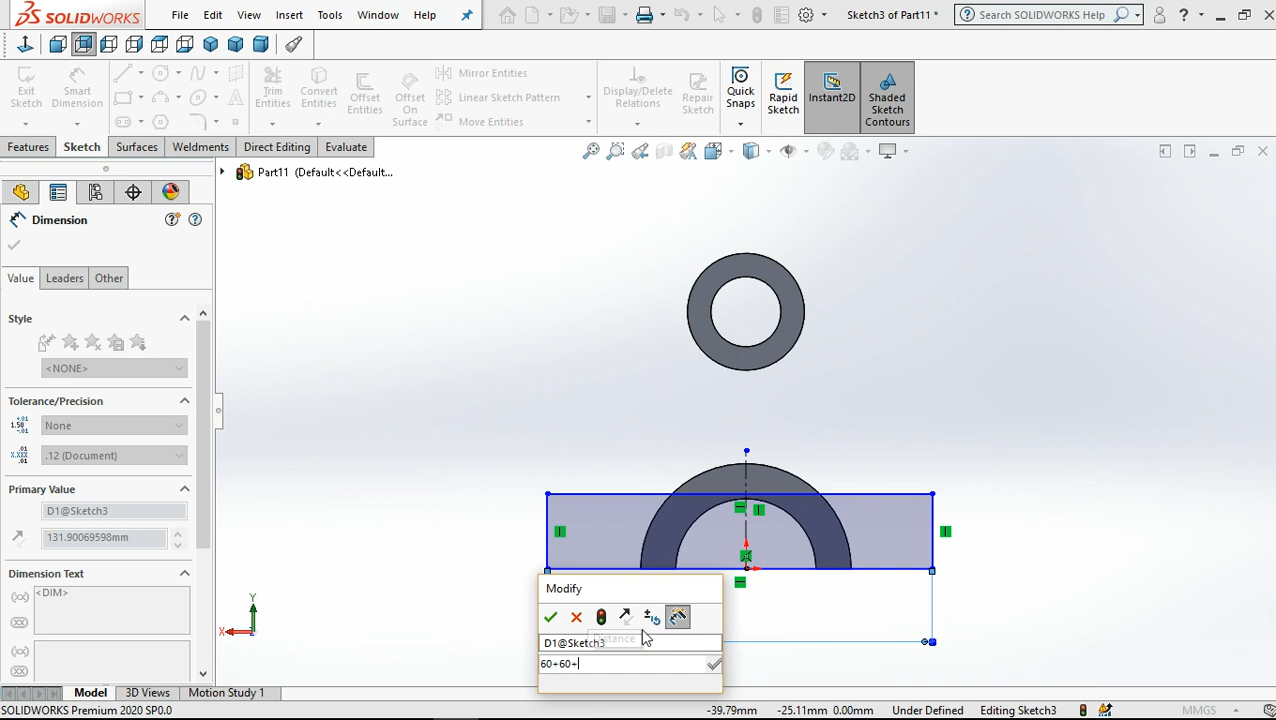 SOLIDWORKS File Edit View Insert Tools Window Help Sketch3 of Part11 * Search SOLIDWORKS Help ?
Exit Sketch
Smart Dimension
Trim Entities
Convert Entities
Offset Entities
Offset On Surface
Mirror Entities
Linear Sketch Pattern
Move Entities
Display/Delete Relations
Repair Sketch
Quick Snaps
Rapid Sketch
Instant2D
Shaded Sketch Contours
Features Sketch Surfaces Weldments Direct Editing Evaluate
Part11 (Default<<Default...
Dimension
Value Leaders Other
Style
<NONE>
Tolerance/Precision
None
.12 (Document)
Primary Value
D1@Sketch3
131.90069598mm
Dimension Text
<DIM>
Y
X
Z
Modify
Distance
D1@Sketch3
60+60+
Model 3D Views Motion Study 1
SOLIDWORKS Premium 2020 SP0.0 -39.79mm -25.11mm 0.00mm Under Defined Editing Sketch3 MMGS